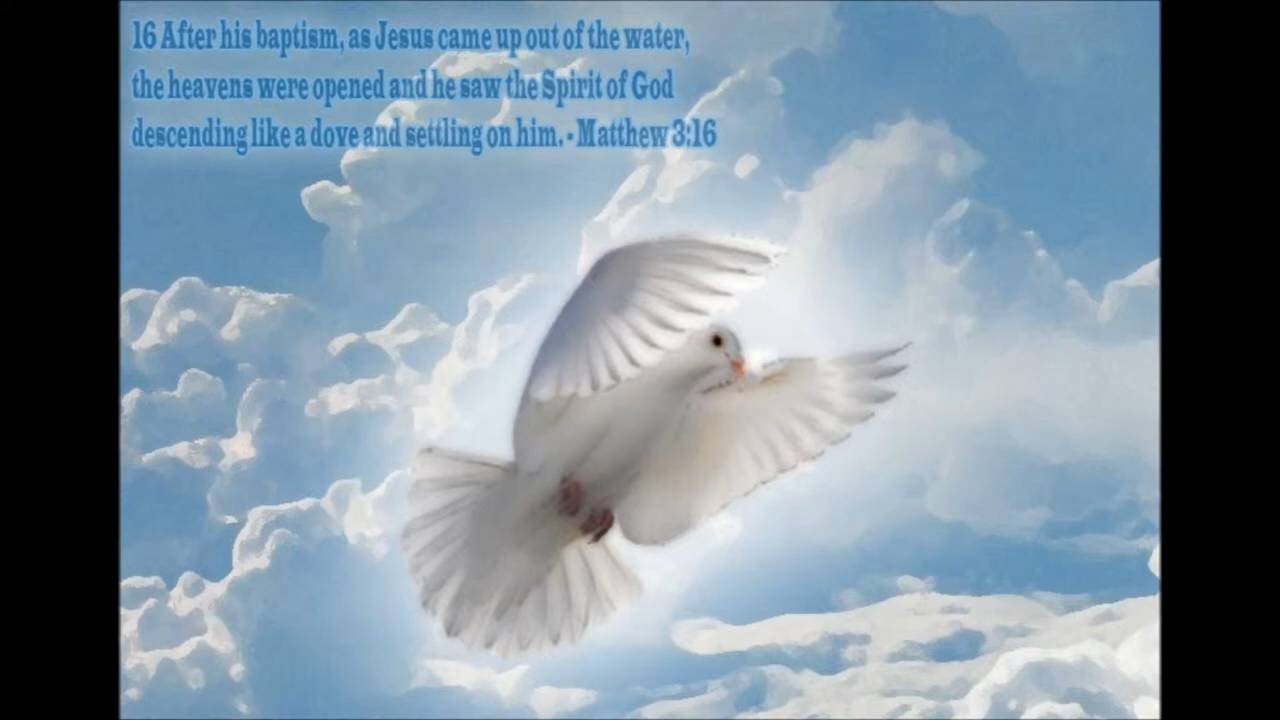 16 After his baptism, as Jesus came up out of the water,
the heavens were opened and he saw the Spirit of God
descending like a dove and settling on him. - Matthew 3:16